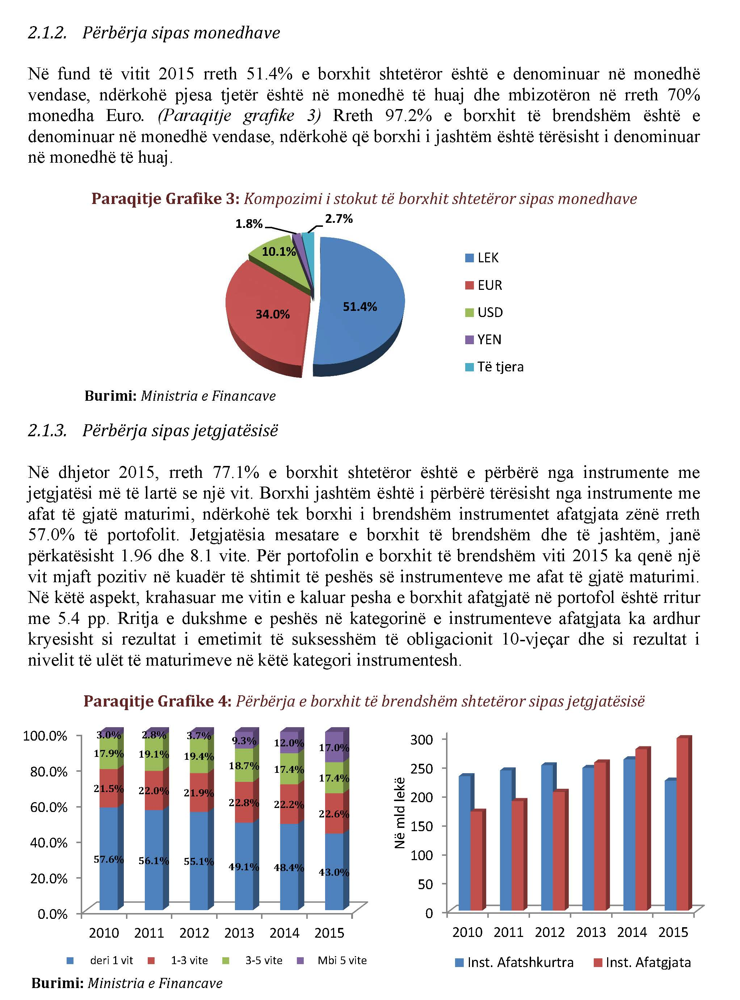 2.1.2. Përbërja sipas monedhave
Në fund të vitit 2015 rreth 51.4% e borxhit shtetëror është e denominuar në monedhë
vendase, ndërkohë pjesa tjetër është në monedhë të huaj dhe mbizotëron në rreth 70%
monedha Euro. (Paraqitje grafike 3) Rreth 97.2% e borxhit të brendshëm është e
denominuar në monedhë vendase, ndërkohë që borxhi i jashtëm është tërësisht i denominuar
në monedhë të huaj.
Paraqitje Grafike 3: Kompozimi i stokut të borxhit shtetëror sipas monedhave
1.8% 2.7%
10.1%
34.0% 51.4%
LEK
EUR
USD
YEN
Të tjera
Burimi: Ministria e Financave
2.1.3. Përbërja sipas jetgjatësisë
Në dhjetor 2015, rreth 77.1% e borxhit shtetëror është e përbërë nga instrumente me
jetgjatësi më të lartë se një vit. Borxhi jashtëm është i përbërë tërësisht nga instrumente me
afat të gjatë maturimi, ndërkohë tek borxhi i brendshëm instrumentet afatgjata zënë rreth
57.0% të portofolit. Jetgjatësia mesatare e borxhit të brendshëm dhe të jashtëm, janë
përkatësisht 1.96 dhe 8.1 vite. Për portofolin e borxhit të brendshëm viti 2015 ka qenë një
vit mjaft pozitiv në kuadër të shtimit të peshës së instrumenteve me afat të gjatë maturimi.
Në këtë aspekt, krahasuar me vitin e kaluar pesha e borxhit afatgjatë në portofol është rritur
me 5.4 pp. Rritja e dukshme e peshës në kategorinë e instrumenteve afatgjata ka ardhur
kryesisht si rezultat i emetimit të suksesshëm të obligacionit 10-vjeçar dhe si rezultat i
nivelit të ulët të maturimeve në këtë kategori instrumentesh.
Paraqitje Grafike 4: Përbërja e borxhit të brendshëm shtetëror sipas jetgjatësisë
100.0%
80.0%
60.0%
40.0%
20.0%
0.0%
3.0% 2.8% 3.7% 9.3% 12.0% 17.0%
17.9% 19.1% 19.4% 18.7% 17.4% 17.4%
21.5% 22.0% 21.9% 22.8% 22.2% 22.6%
57.6% 56.1% 55.1% 49.1% 48.4% 43.0%
2010 2011 2012 2013 2014 2015
deri 1 vit 1-3 vite 3-5 vite Mbi 5 vite
Në mld lekë
300
250
200
150
100
50
0
2010 2011 2012 2013 2014 2015
Inst. Afatshkurtra Inst. Afatgjata
Burimi: Ministria e Financave